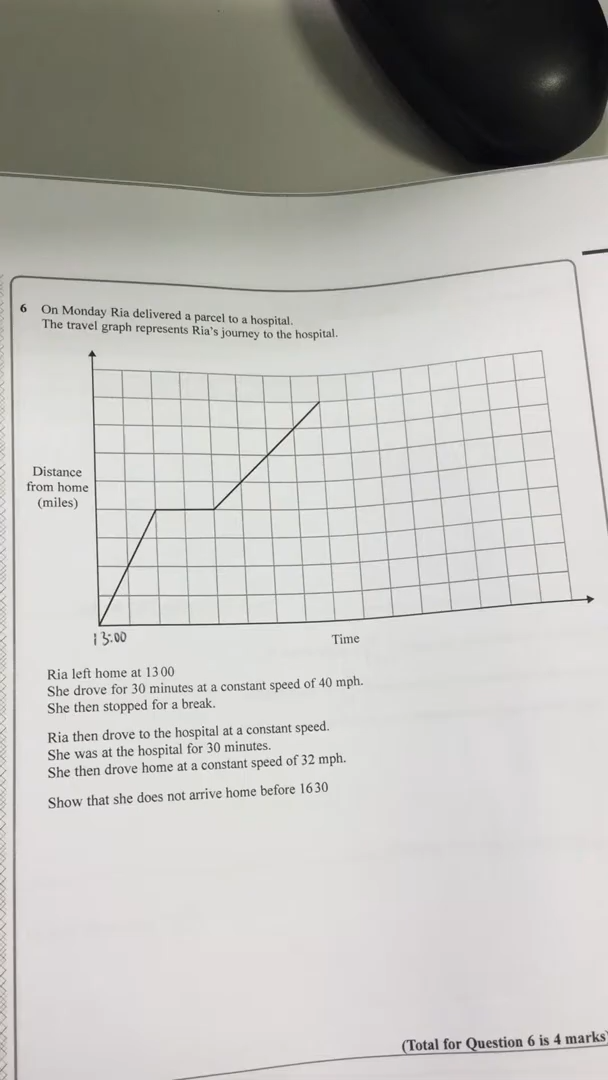 6 On Monday Ria delivered a parcel to a hospital.
The travel graph represents Ria's journey to the hospital.
Distance
from home
(miles)
13:00
Time
Ria left home at 13 00
She drove for 30 minutes at a constant speed of 40 mph.
She then stopped for a break.
Ria then drove to the hospital at a constant speed.
She was at the hospital for 30 minutes.
She then drove home at a constant speed of 32 mph.
Show that she does not arrive home before 16 30
(Total for Question 6 is 4 marks)